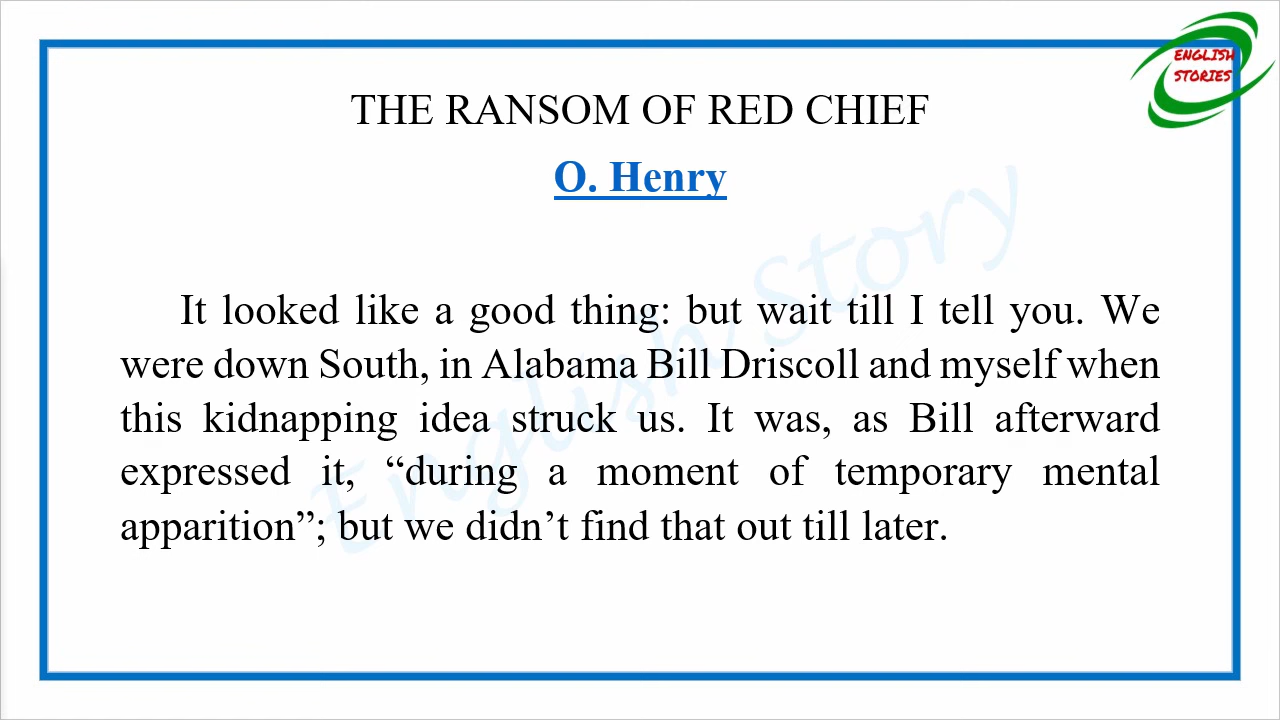 ENGLISH
STORIES
THE RANSOM OF RED CHIEF
O. Henry
English Story
It looked like a good thing: but wait till I tell you. We
were down South, in Alabama Bill Driscoll and myself when
this kidnapping idea struck us. It was, as Bill afterward
expressed it, “during a moment of temporary mental
apparition”; but we didn’t find that out till later.